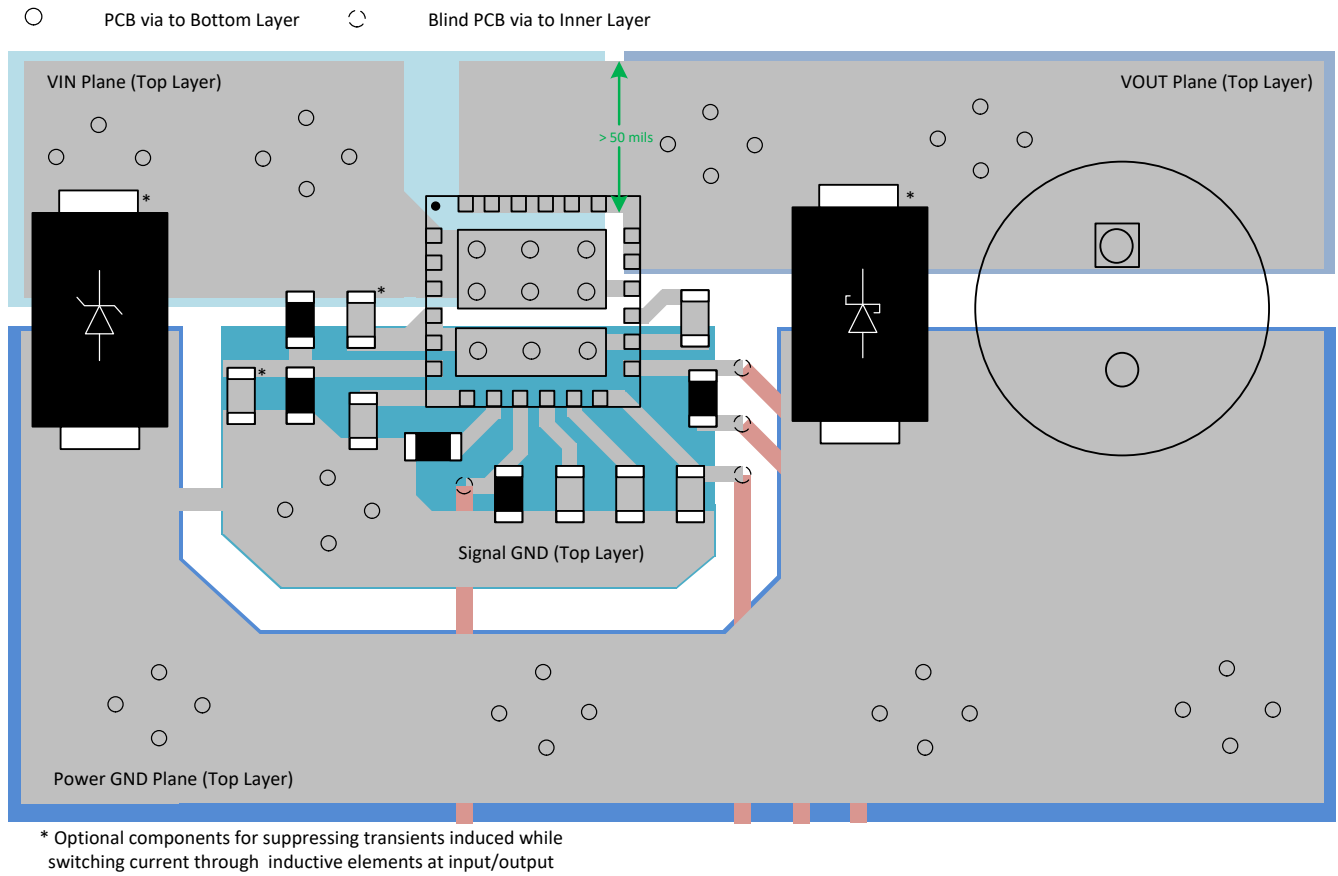 PCB via to Bottom Layer
Blind PCB via to Inner Layer
VIN Plane (Top Layer)
VOUT Plane (Top Layer)
> 50 mils
*
*
*
*
Signal GND (Top Layer)
Power GND Plane (Top Layer)
* Optional components for suppressing transients induced while
switching current through inductive elements at input/output